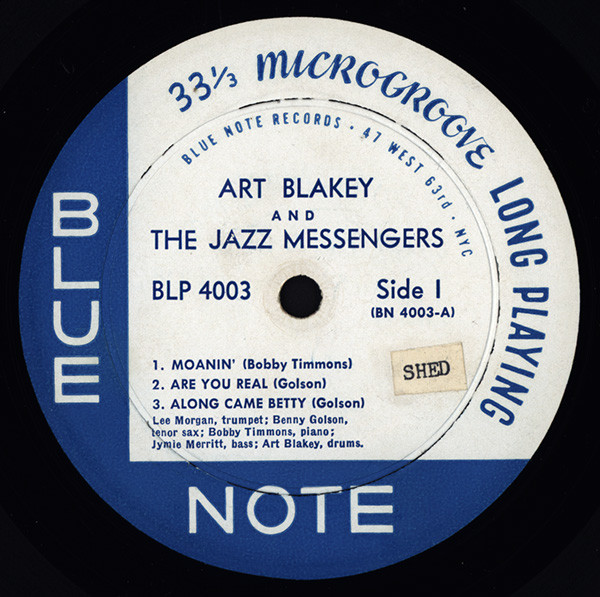 33⅓ MICROGROOVE LONG PLAYING
BLUE NOTE RECORDS • 47 WEST 63rd • NYC
ART BLAKEY
AND
THE JAZZ MESSENGERS
BLP 4003
Side 1
(BN 4003-A)
1. MOANIN' (Bobby Timmons)
2. ARE YOU REAL (Golson)
3. ALONG CAME BETTY (Golson)
Lee Morgan, trumpet; Benny Golson,
tenor sax; Bobby Timmons, piano;
Jymie Merritt, bass; Art Blakey, drums.
SHED
BLUE
NOTE